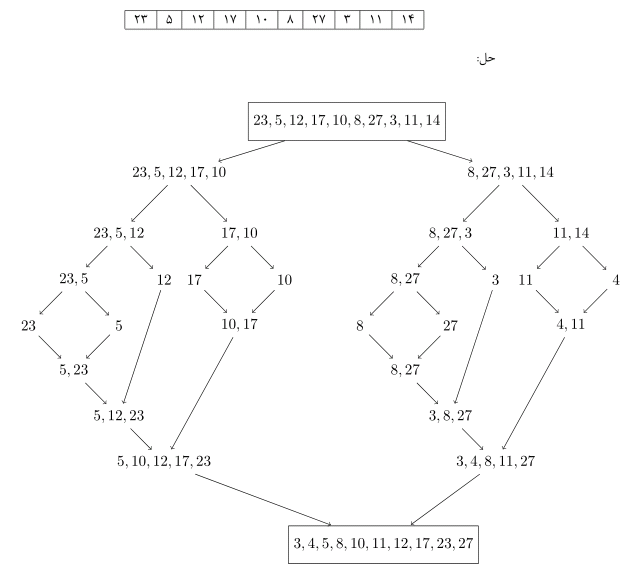 ۲۳ ۵ ۱۲ ۱۷ ۱۰ ۸ ۲۷ ۳ ۱۱ ۱۴
حل:
23, 5, 12, 17, 10, 8, 27, 3, 11, 14
23, 5, 12, 17, 10 8, 27, 3, 11, 14
23, 5, 12 17, 10 8, 27, 3 11, 14
23, 5 12 17 10 8, 27 3 11 4
23 5 10, 17 8 27 4, 11
5, 23 8, 27
5, 12, 23 3, 8, 27
5, 10, 12, 17, 23 3, 4, 8, 11, 27
3, 4, 5, 8, 10, 11, 12, 17, 23, 27